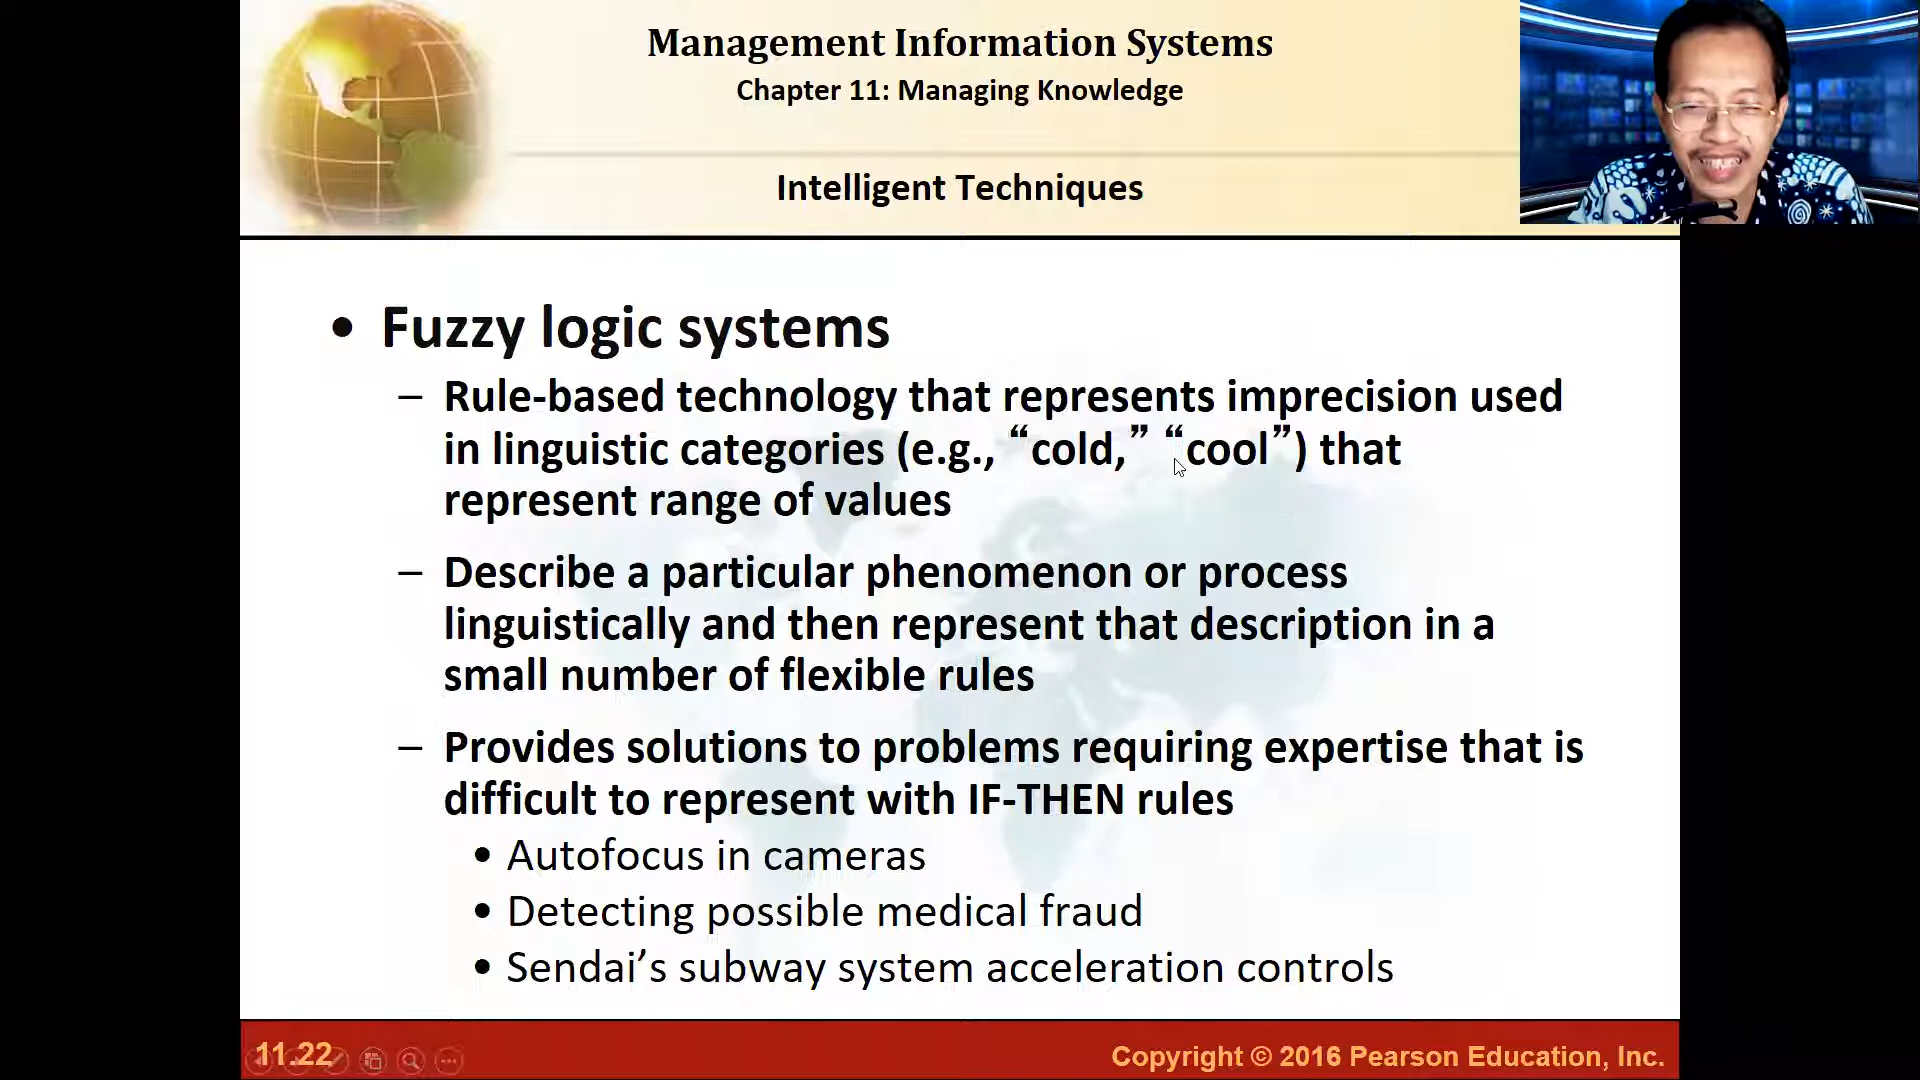 Management Information Systems
Chapter 11: Managing Knowledge
Intelligent Techniques
• Fuzzy logic systems
– Rule-based technology that represents imprecision used
in linguistic categories (e.g., “cold,” “cool”) that
represent range of values
– Describe a particular phenomenon or process
linguistically and then represent that description in a
small number of flexible rules
– Provides solutions to problems requiring expertise that is
difficult to represent with IF-THEN rules
• Autofocus in cameras
• Detecting possible medical fraud
• Sendai’s subway system acceleration controls
11.22
Copyright © 2016 Pearson Education, Inc.